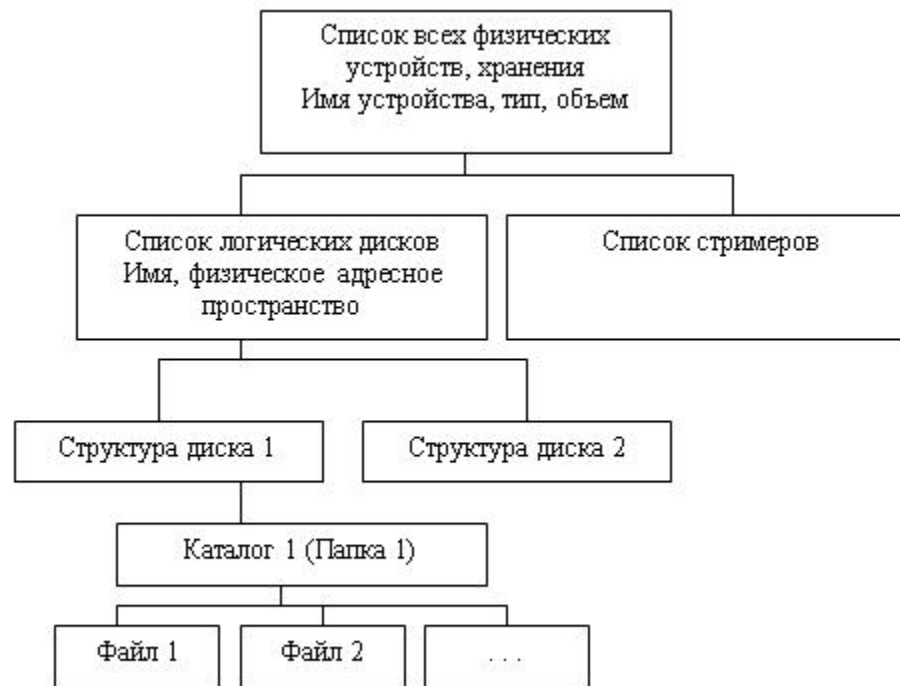 Список всех физических
устройств, хранения
Имя устройства, тип, объем
Список логических дисков
Имя, физическое адресное
пространство
Список стримеров
Структура диска 1
Структура диска 2
Каталог 1 (Папка 1)
Файл 1
Файл 2
. . .